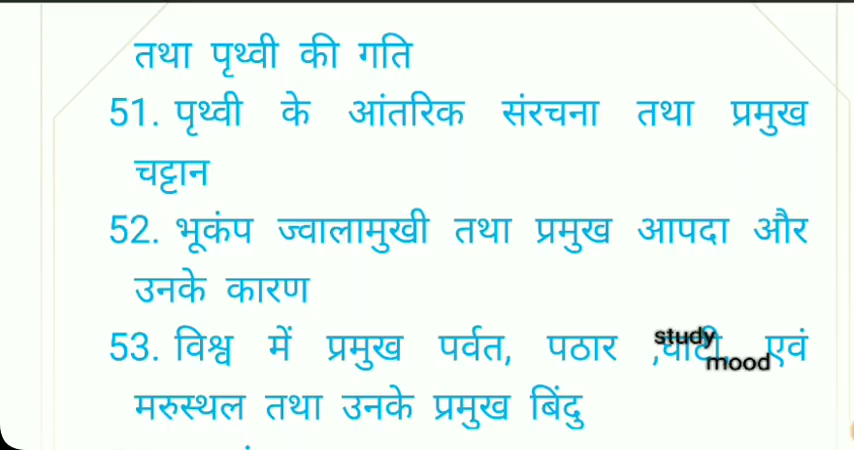 तथा पृथ्वी की गति
51. पृथ्वी के आंतरिक संरचना तथा प्रमुख
चट्टान
52. भूकंप ज्वालामुखी तथा प्रमुख आपदा और
उनके कारण
53. विश्व में प्रमुख पर्वत, पठार ,घाटी, एवं
study
mood
मरुस्थल तथा उनके प्रमुख बिंदु